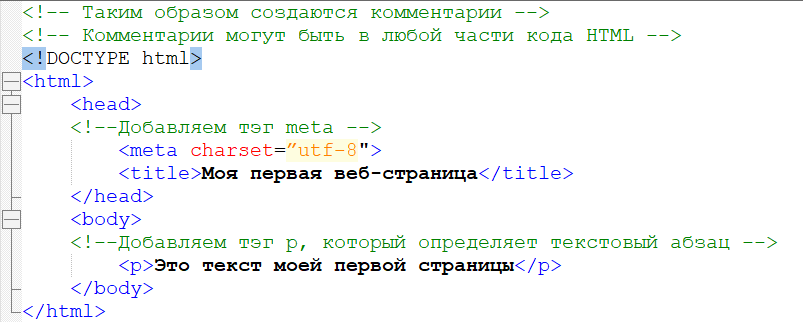 <!-- Таким образом создаются комментарии -->
<!-- Комментарии могут быть в любой части кода HTML -->
<!DOCTYPE html>
<html>
<head>
<!--Добавляем тэг meta -->
<meta charset=”utf-8">
<title>Моя первая веб-страница</title>
</head>
<body>
<!--Добавляем тэг p, который определяет текстовый абзац -->
<p>Это текст моей первой страницы</p>
</body>
</html>